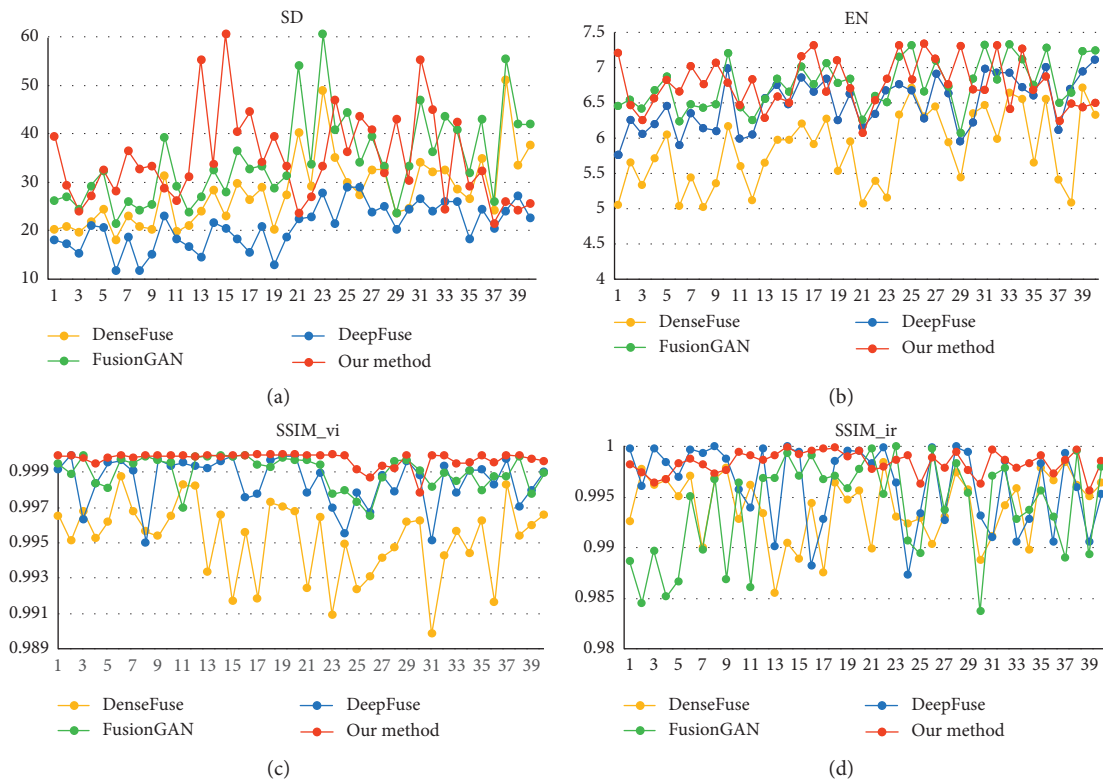 SD
60
50
40
30
20
10
1 3 5 7 9 11 13 15 17 19 21 23 25 27 29 31 33 35 37 39
DenseFuse DeepFuse
FusionGAN Our method
(a)
EN
7.5
7
6.5
6
5.5
5
4.5
4
1 3 5 7 9 11 13 15 17 19 21 23 25 27 29 31 33 35 37 39
DenseFuse DeepFuse
FusionGAN Our method
(b)
SSIM_vi
0.999
0.997
0.995
0.993
0.991
0.989
1 3 5 7 9 11 13 15 17 19 21 23 25 27 29 31 33 35 37 39
DenseFuse DeepFuse
FusionGAN Our method
(c)
SSIM_ir
1
0.995
0.99
0.985
0.98
1 3 5 7 9 11 13 15 17 19 21 23 25 27 29 31 33 35 37 39
DenseFuse DeepFuse
FusionGAN Our method
(d)